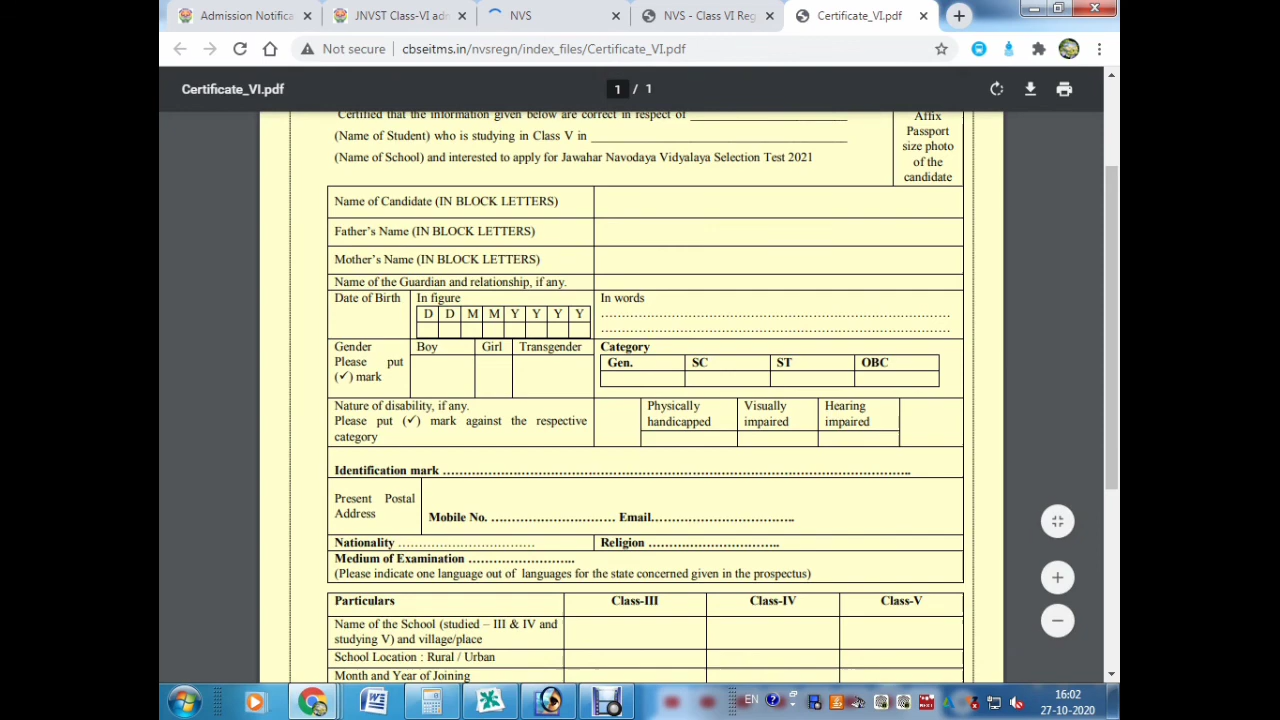 Admission Notifica
JNVST Class-VI adm
NVS
NVS - Class VI Reg
Certificate_VI.pdf
Not secure
cbseitms.in/nvsregn/index_files/Certificate_VI.pdf
Certificate_VI.pdf
1 / 1
Certified that the information given below are correct in respect of ________________________
(Name of Student) who is studying in Class V in ________________________________________
(Name of School) and interested to apply for Jawahar Navodaya Vidyalaya Selection Test 2021
Affix
Passport
size photo
of the
candidate
Name of Candidate (IN BLOCK LETTERS)
Father’s Name (IN BLOCK LETTERS)
Mother’s Name (IN BLOCK LETTERS)
Name of the Guardian and relationship, if any.
Date of Birth
In figure
D D M M Y Y Y Y
In words
……………………………………………………………………
……………………………………………………………………
Gender
Please put
(✓) mark
Boy Girl Transgender
Category
Gen. SC ST OBC
Nature of disability, if any.
Please put (✓) mark against the respective
category
Physically
handicapped
Visually
impaired
Hearing
impaired
Identification mark …………………………………………………………………………………………..
Present Postal
Address
Mobile No. ………………………… Email……………………………..
Nationality ……………………………
Religion …………………………..
Medium of Examination ……………………..
(Please indicate one language out of languages for the state concerned given in the prospectus)
Particulars Class-III Class-IV Class-V
Name of the School (studied – III & IV and
studying V) and village/place
School Location : Rural / Urban
Month and Year of Joining
EN
16:02
27-10-2020